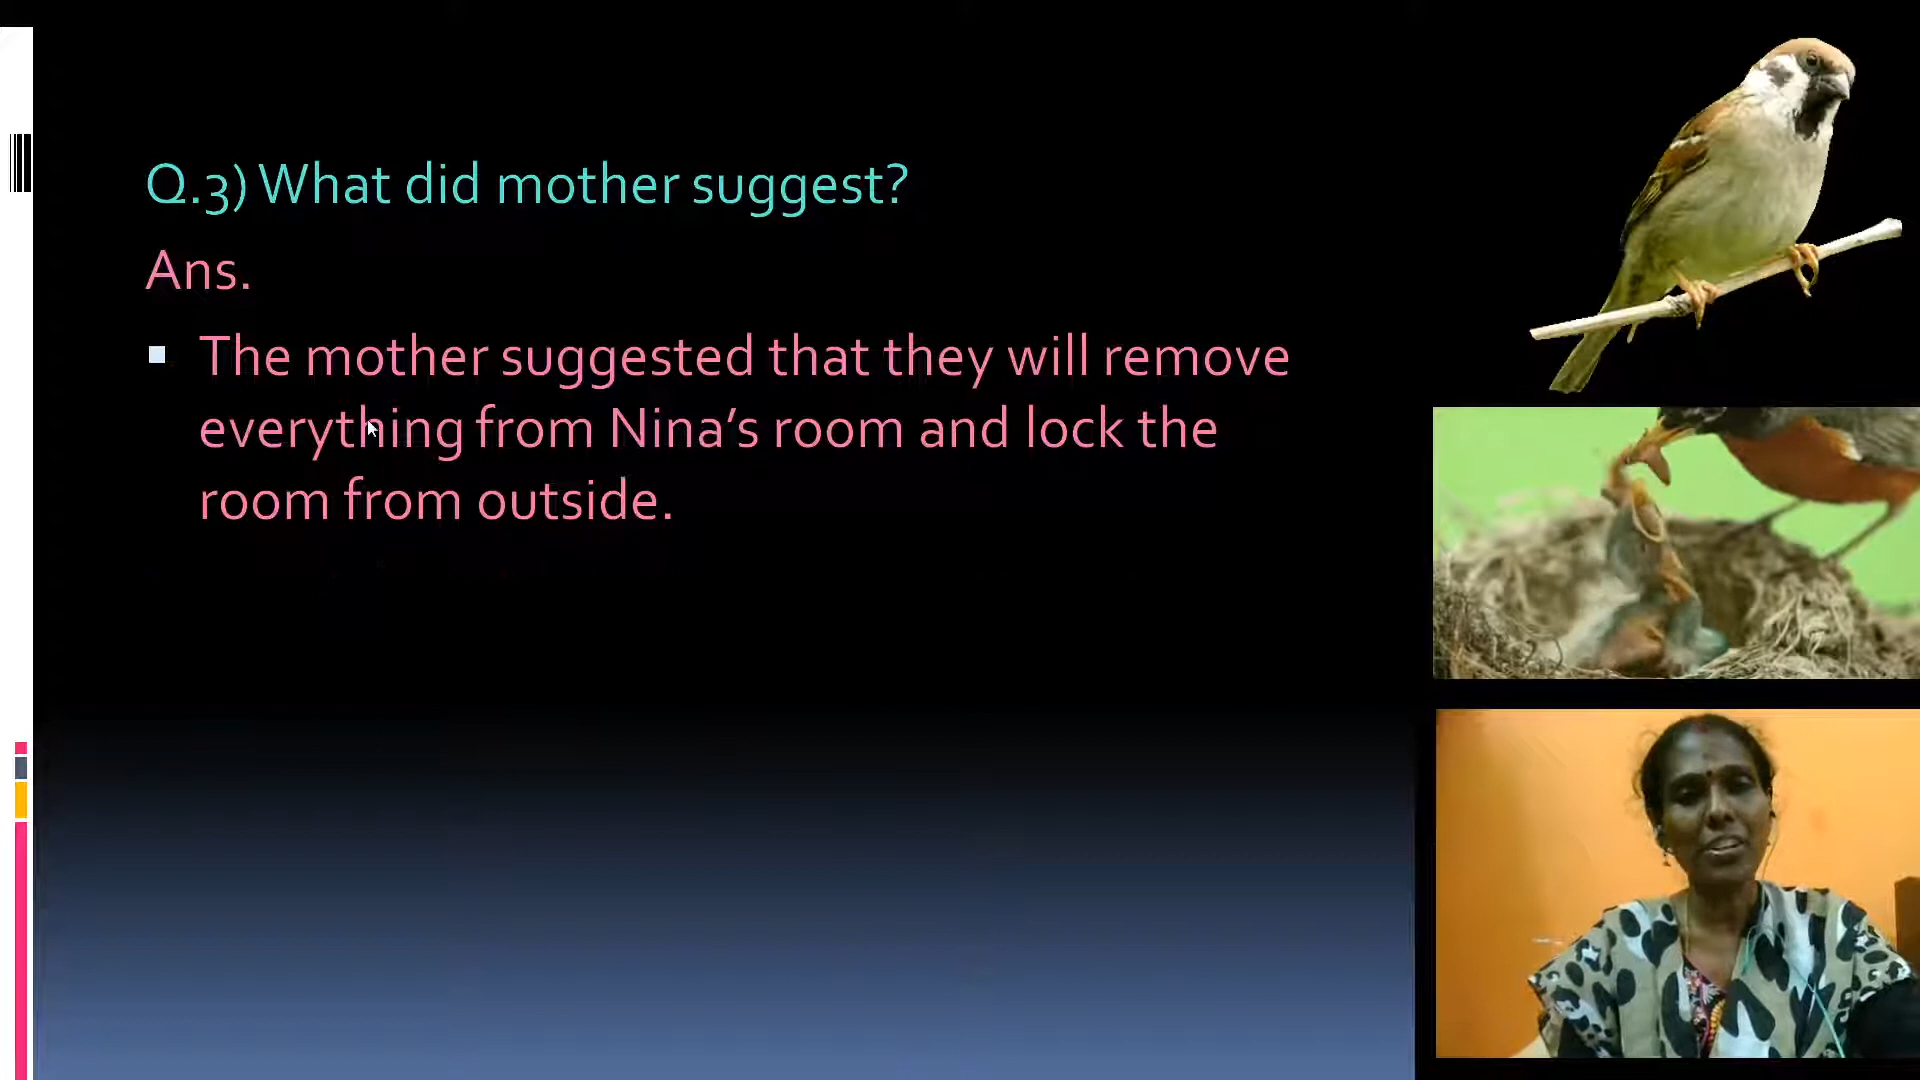 Q.3) What did mother suggest?
Ans.
The mother suggested that they will remove
everything from Nina's room and lock the
room from outside.